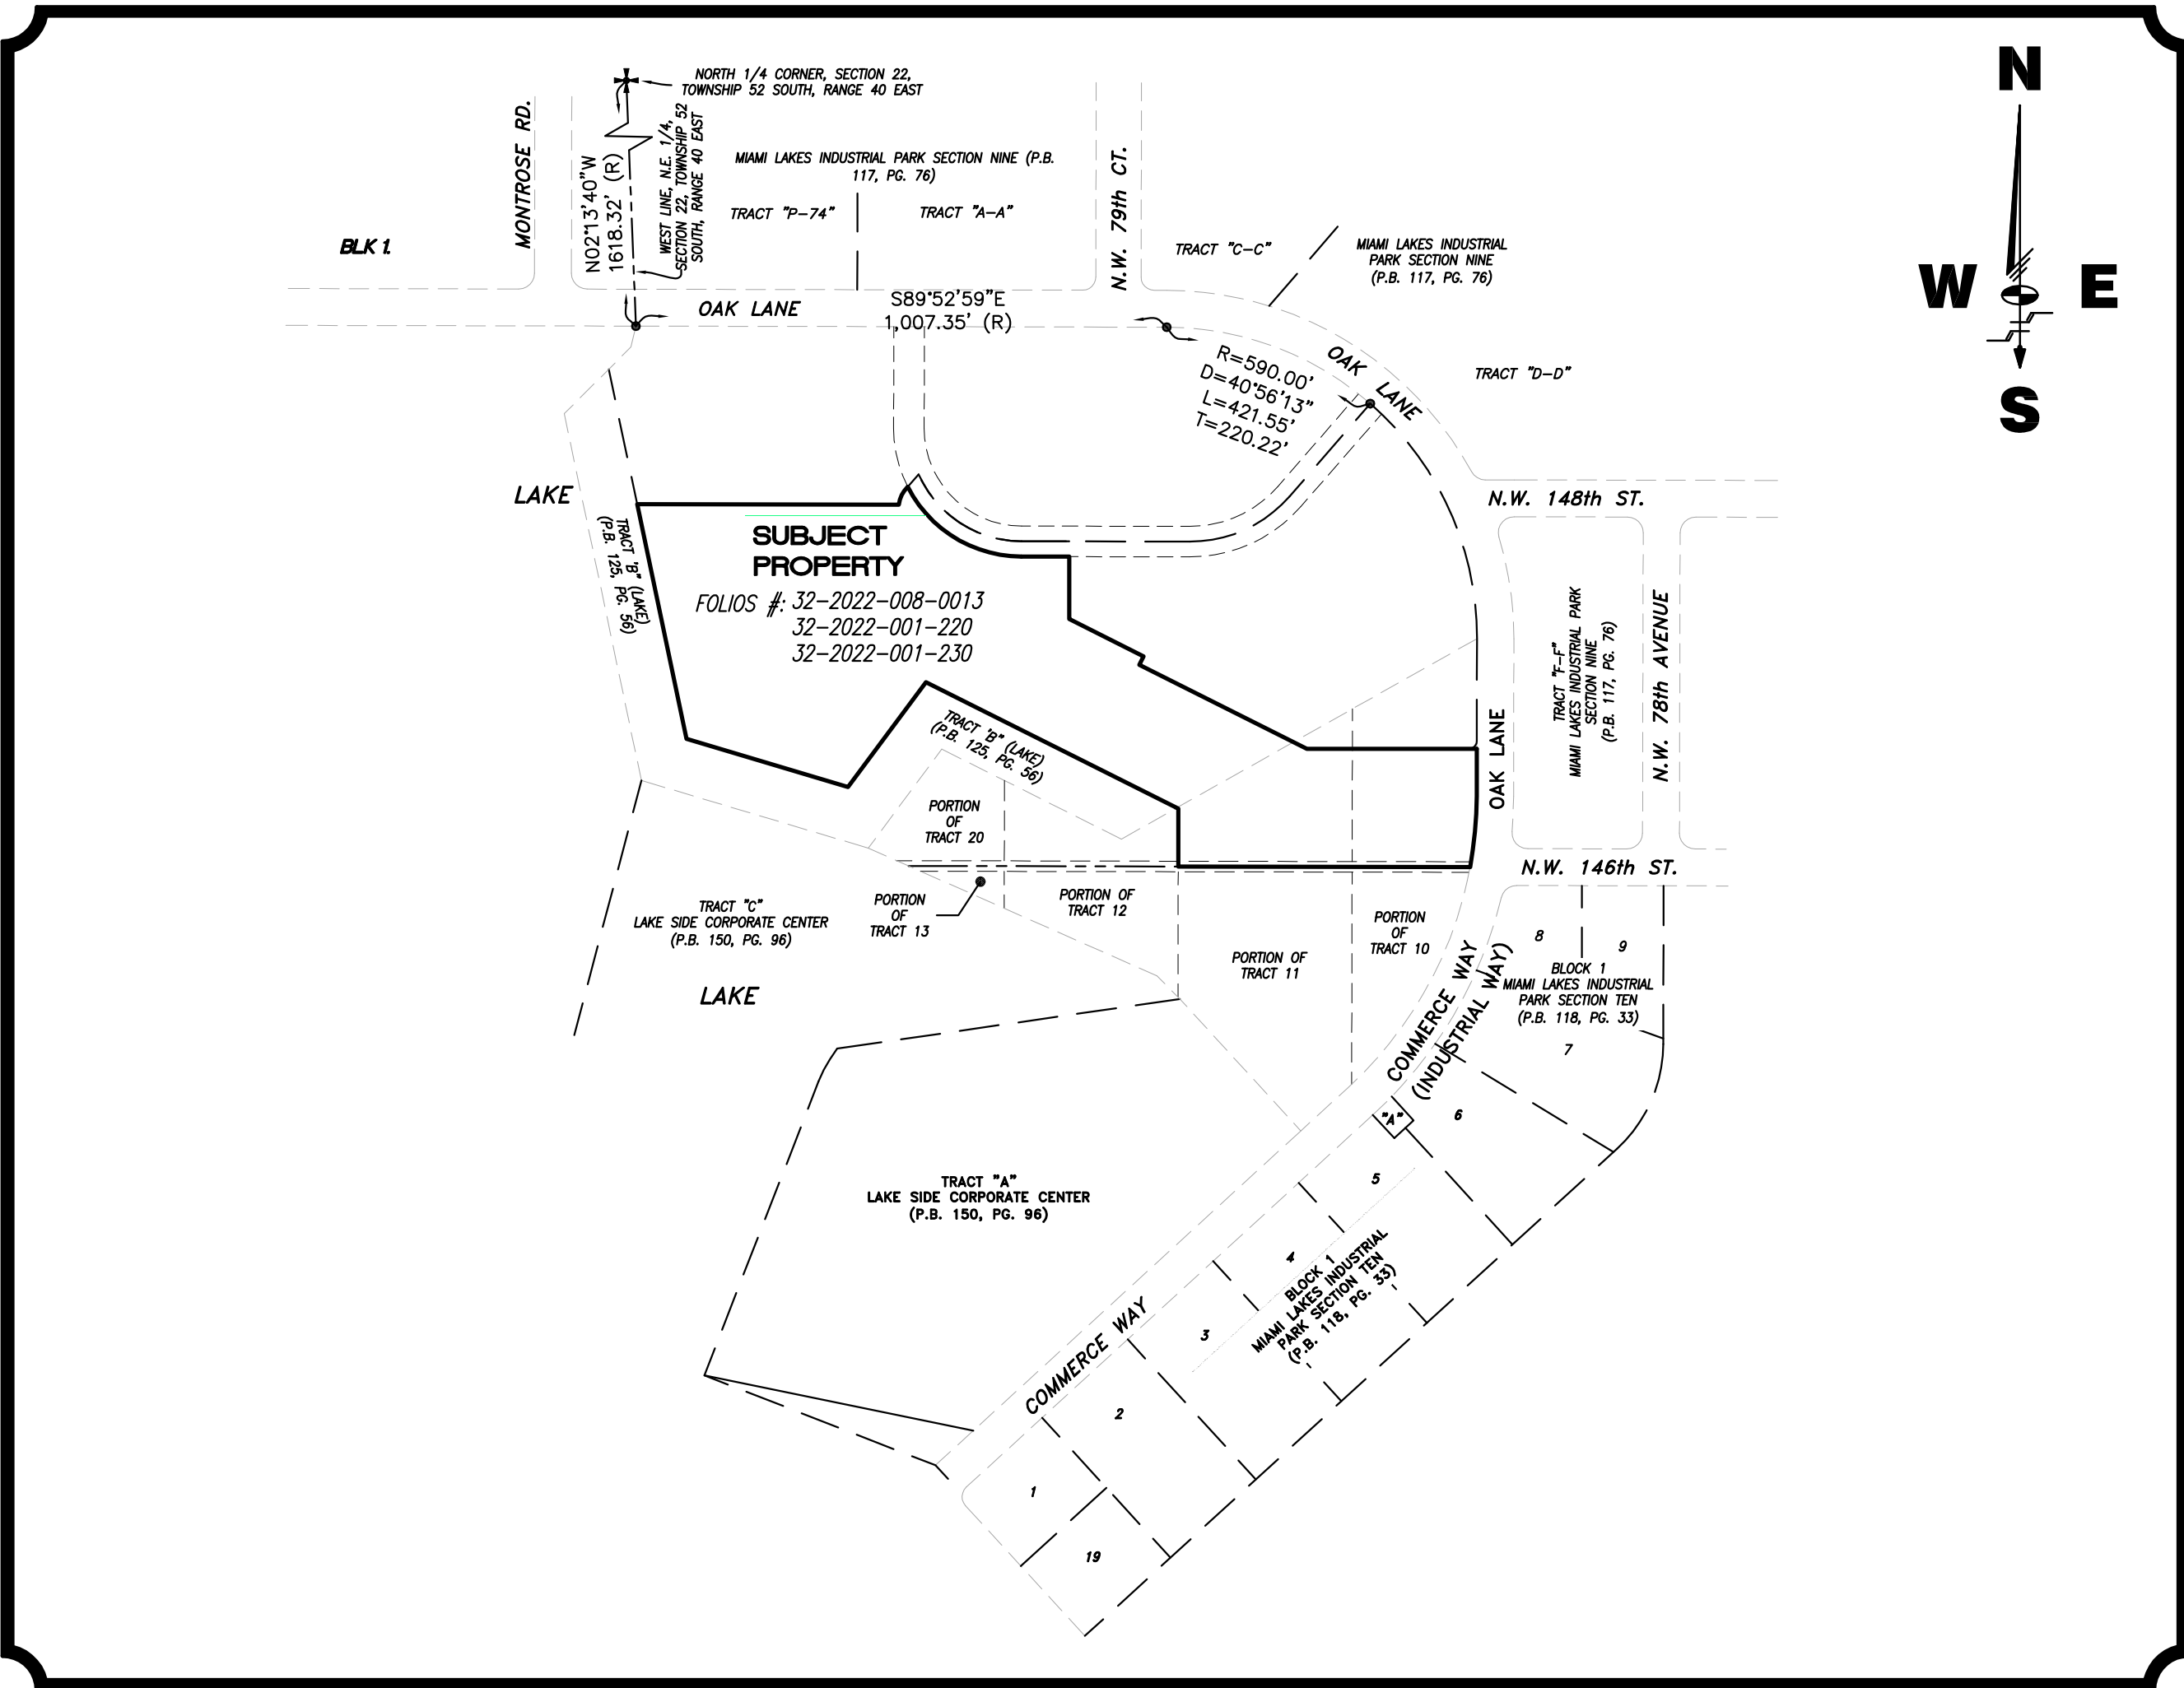 N
W E
S
NORTH 1/4 CORNER, SECTION 22,
TOWNSHIP 52 SOUTH, RANGE 40 EAST
MONTROSE RD.
N02°13'40"W
1618.32' (R)
WEST LINE, N.E. 1/4,
SECTION 22, TOWNSHIP 52
SOUTH, RANGE 40 EAST
MIAMI LAKES INDUSTRIAL PARK SECTION NINE (P.B.
117, PG. 76)
TRACT "P-74"
TRACT "A-A"
N.W. 79th CT.
BLK 1.
TRACT "C-C"
MIAMI LAKES INDUSTRIAL
PARK SECTION NINE
(P.B. 117, PG. 76)
OAK LANE
S89°52'59"E
1,007.35' (R)
R=590.00'
D=40°56'13"
L=421.55'
T=220.22'
OAK LANE
TRACT "D-D"
LAKE
N.W. 148th ST.
TRACT 'B" (LAKE)
(P.B. 125, PG. 56)
SUBJECT
PROPERTY
FOLIOS #: 32-2022-008-0013
32-2022-001-220
32-2022-001-230
TRACT "F-F"
MIAMI LAKES INDUSTRIAL PARK
SECTION NINE
(P.B. 117, PG. 76)
N.W. 78th AVENUE
OAK LANE
TRACT 'B" (LAKE)
(P.B. 125, PG. 56)
PORTION
OF
TRACT 20
N.W. 146th ST.
TRACT "C"
LAKE SIDE CORPORATE CENTER
(P.B. 150, PG. 96)
PORTION
OF
TRACT 13
PORTION OF
TRACT 12
PORTION OF
TRACT 11
PORTION
OF
TRACT 10
LAKE
COMMERCE WAY
(INDUSTRIAL WAY)
8
9
BLOCK 1
MIAMI LAKES INDUSTRIAL
PARK SECTION TEN
(P.B. 118, PG. 33)
7
6
"A"
5
TRACT "A"
LAKE SIDE CORPORATE CENTER
(P.B. 150, PG. 96)
4
BLOCK 1
MIAMI LAKES INDUSTRIAL
PARK SECTION TEN
(P.B. 118, PG. 33)
3
COMMERCE WAY
2
1
19